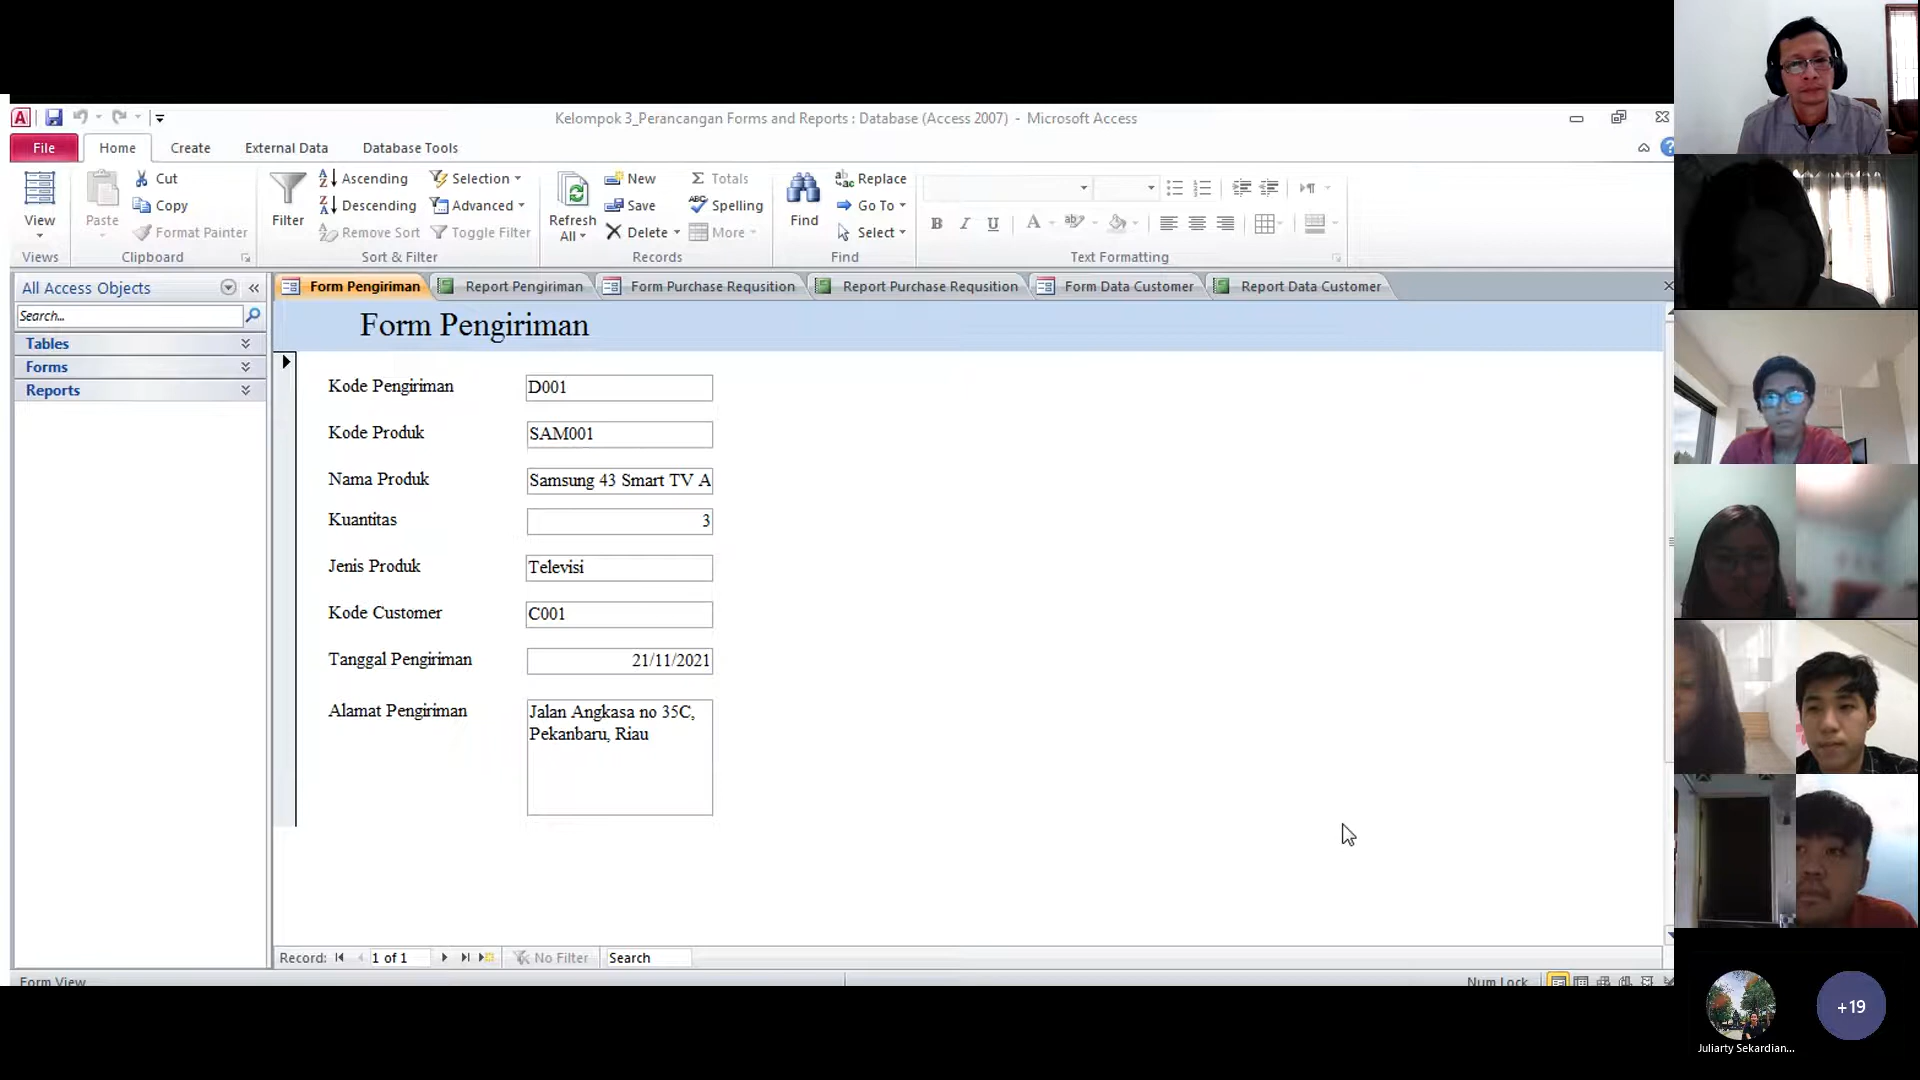 Kelompok 3_Perancangan Forms and Reports : Database (Access 2007) - Microsoft Access
File Home Create External Data Database Tools
View
Views
Paste
Cut
Copy
Format Painter
Clipboard
Filter
Ascending
Descending
Remove Sort
Selection
Advanced
Toggle Filter
Sort & Filter
Refresh
All
New
Save
Delete
Totals
Spelling
More
Records
Find
Replace
Go To
Select
Find
B I U A
Text Formatting
All Access Objects
Search...
Tables
Forms
Reports
Form Pengiriman Report Pengiriman Form Purchase Requsition Report Purchase Requsition Form Data Customer Report Data Customer
Form Pengiriman
Kode Pengiriman D001
Kode Produk SAM001
Nama Produk Samsung 43 Smart TV A
Kuantitas 3
Jenis Produk Televisi
Kode Customer C001
Tanggal Pengiriman 21/11/2021
Alamat Pengiriman Jalan Angkasa no 35C,
Pekanbaru, Riau
Record: 1 of 1 No Filter Search
Form View Num Lock
+19
Juliarty Sekardian...